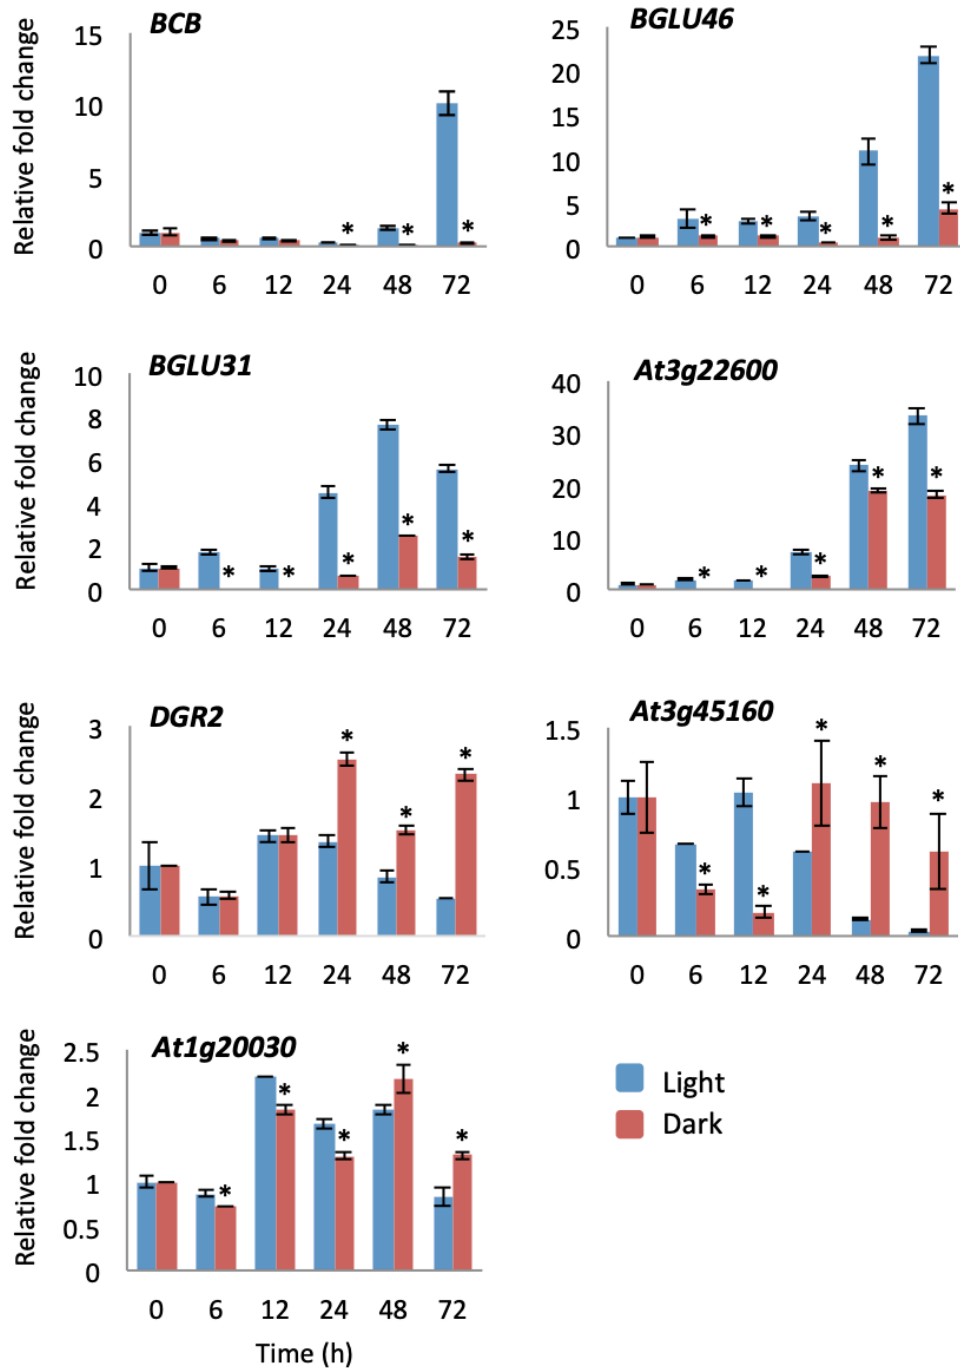 BCB
Relative fold change
15
10
5
0
* * *
0 6 12 24 48 72
BGLU46
25
20
15
10
5
0
* * * * *
0 6 12 24 48 72
BGLU31
Relative fold change
10
8
6
4
2
0
* * * * *
0 6 12 24 48 72
At3g22600
40
30
20
10
0
* * * * *
0 6 12 24 48 72
DGR2
Relative fold change
3
2
1
0
* * *
0 6 12 24 48 72
At3g45160
1.5
1
0.5
0
* * * * *
0 6 12 24 48 72
At1g20030
Relative fold change
2.5
2
1.5
1
0.5
0
* * * * *
0 6 12 24 48 72
Time (h)
Light
Dark